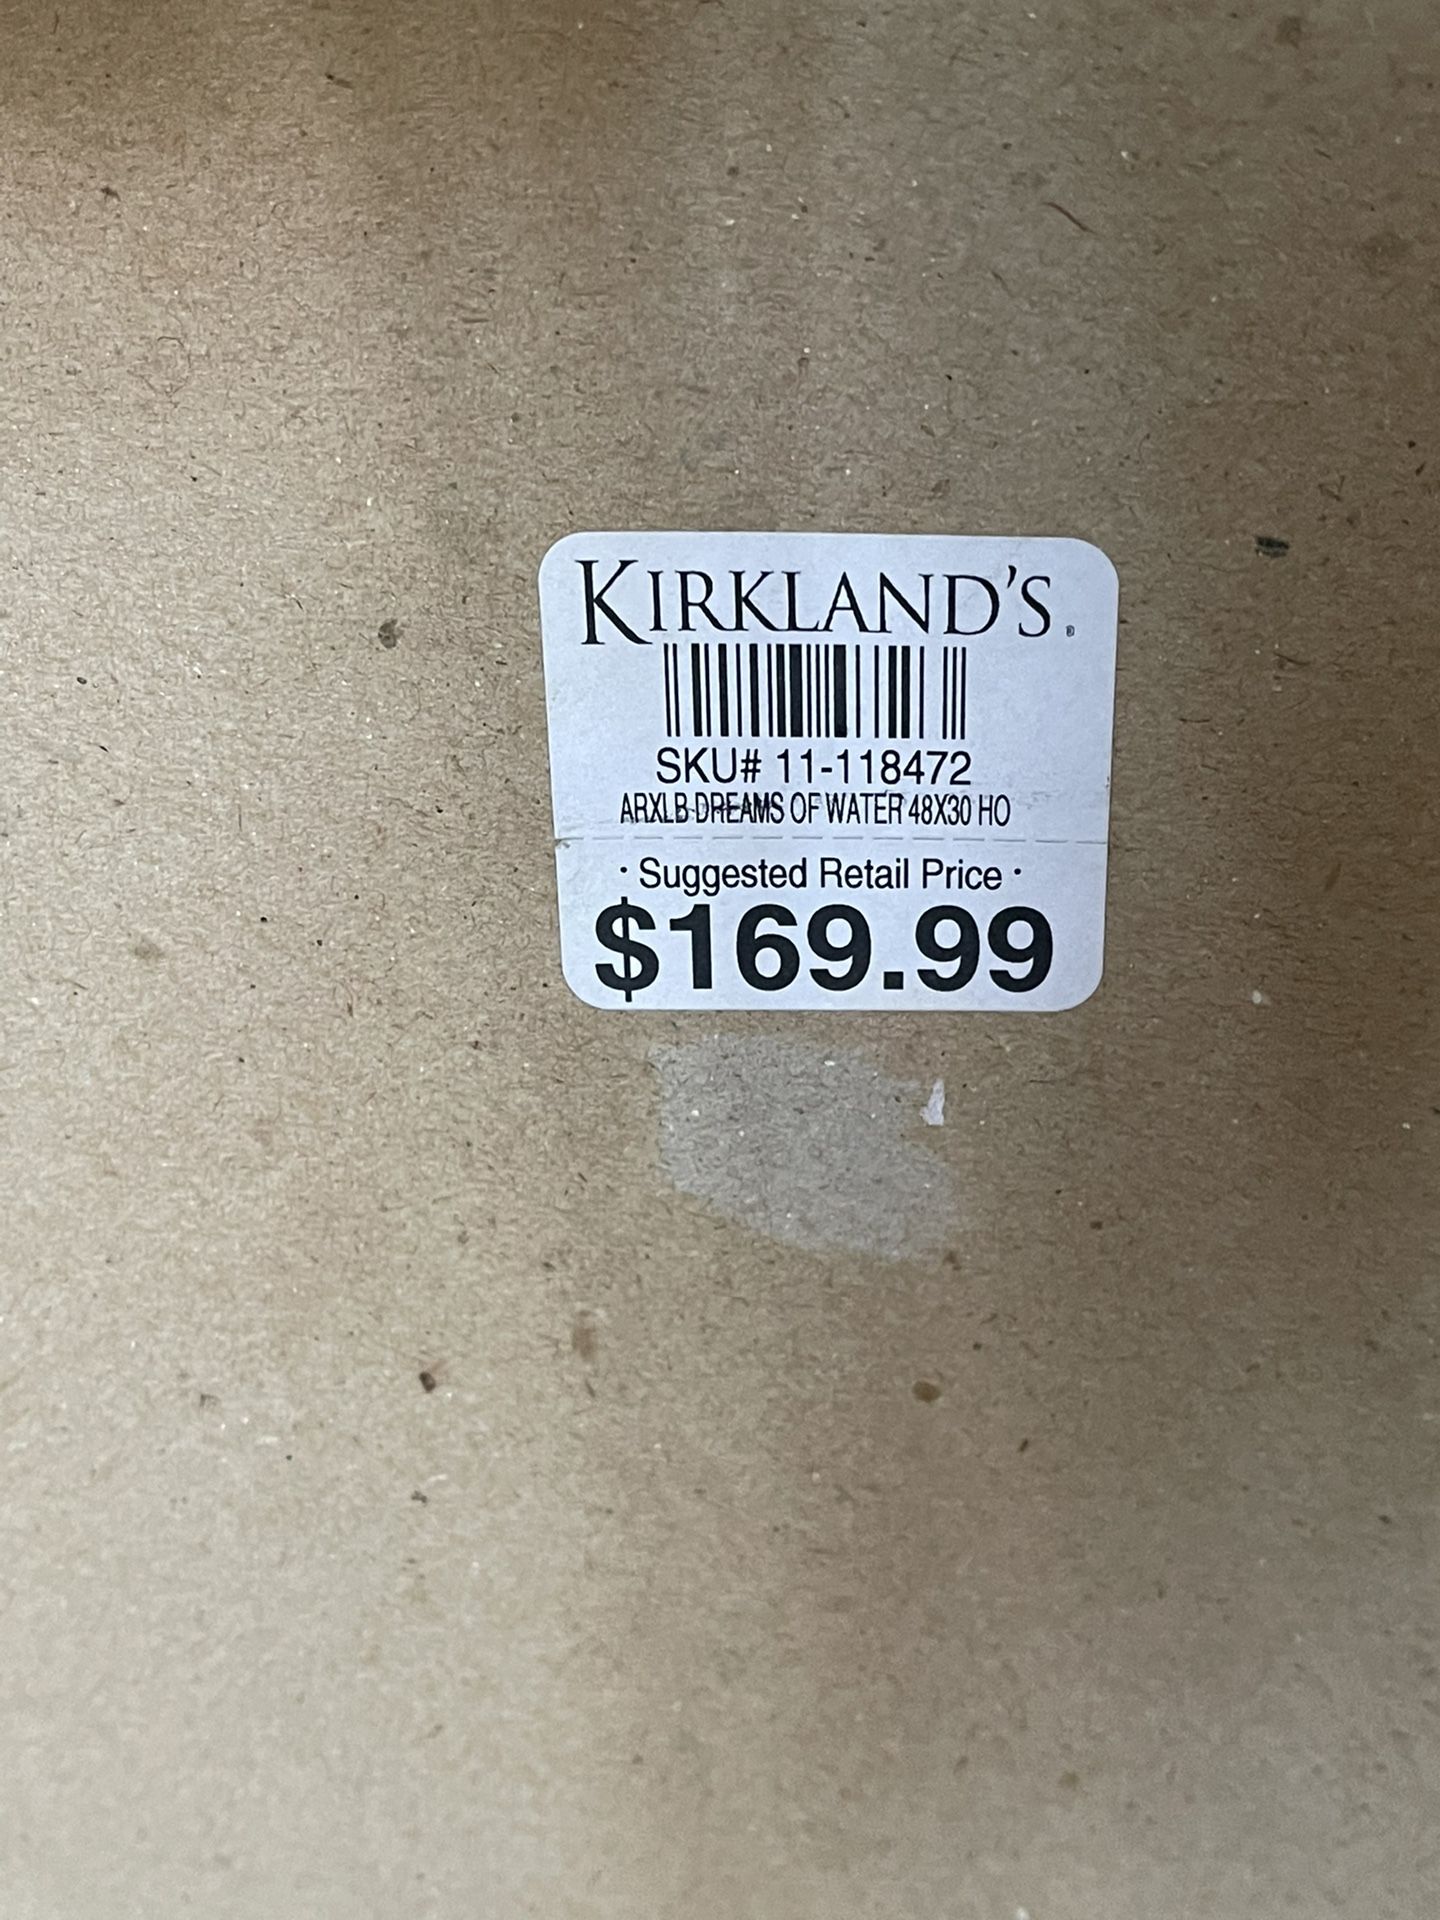 KIRKLAND'S®
SKU# 11-118472
ARXLB-DREAMS OF WATER 48X30 HO
· Suggested Retail Price ·
$169.99